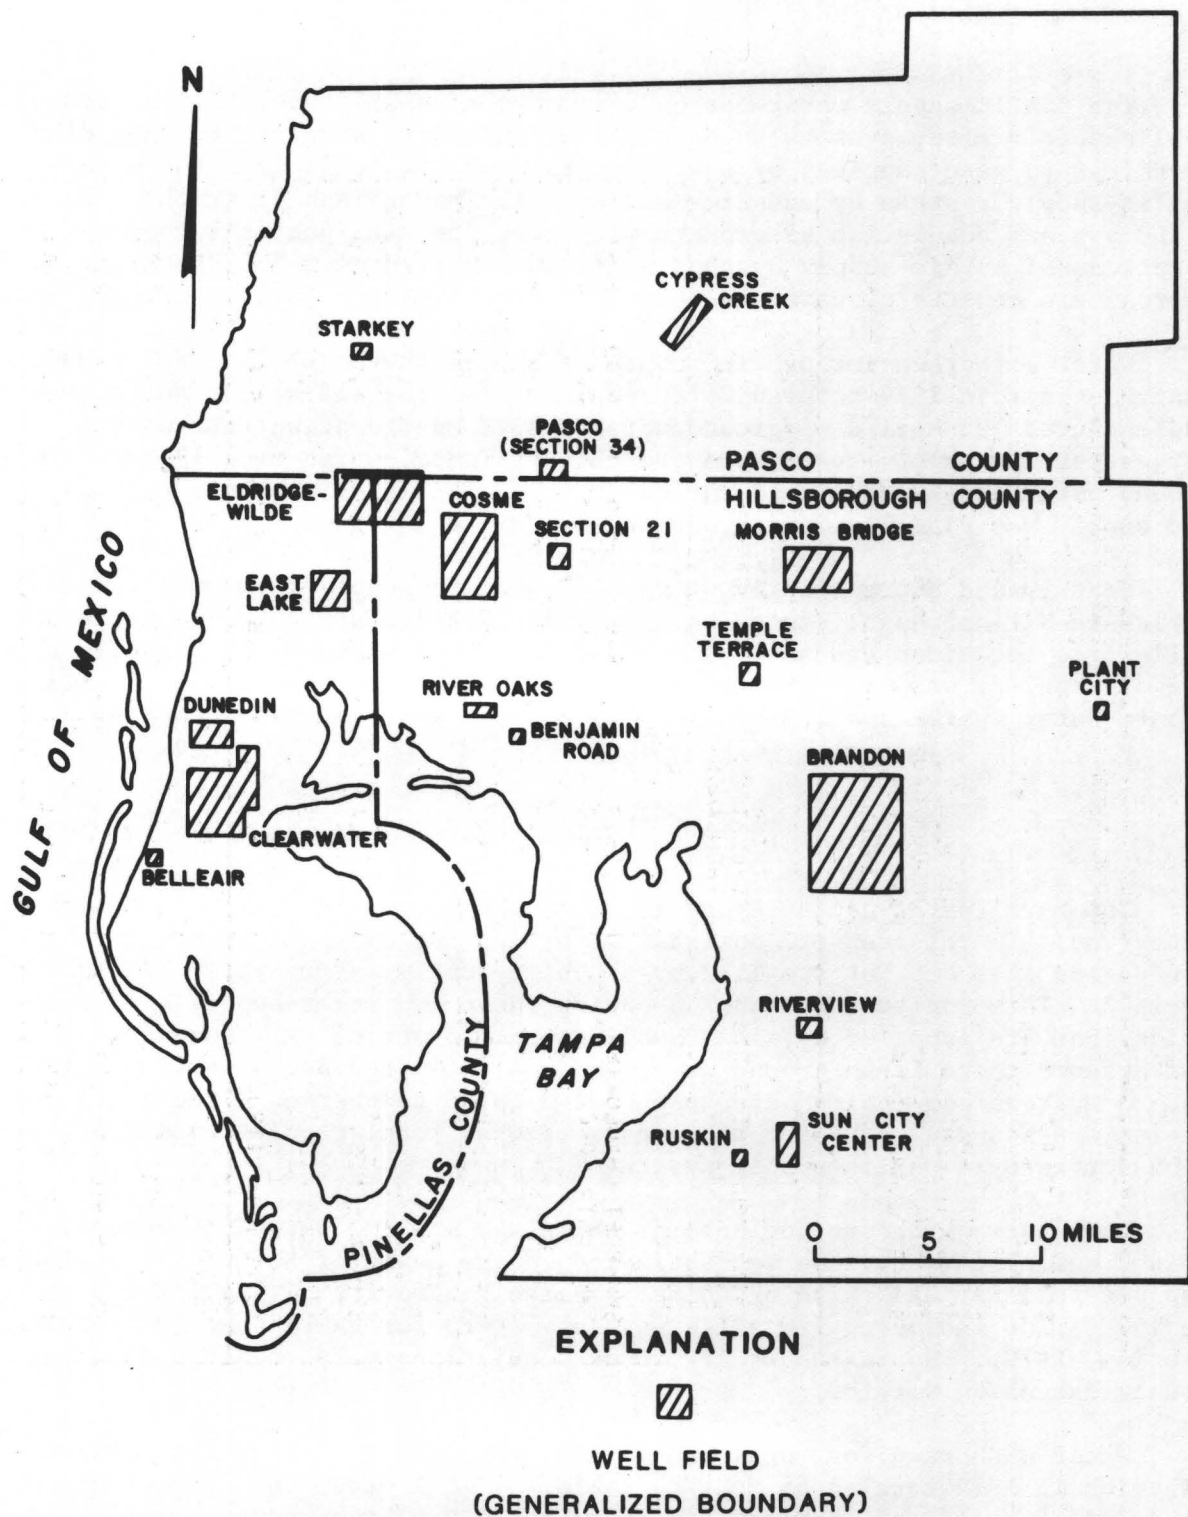 N
CYPRESS
CREEK
STARKEY
PASCO
(SECTION 34)
PASCO COUNTY
HILLSBOROUGH COUNTY
ELDRIDGE-
WILDE
COSME
SECTION 21
MORRIS BRIDGE
EAST
LAKE
GULF OF MEXICO
TEMPLE
TERRACE
PLANT
CITY
DUNEDIN
RIVER OAKS
BENJAMIN
ROAD
BRANDON
CLEARWATER
BELLEAIR
RIVERVIEW
TAMPA
BAY
PINELLAS COUNTY
RUSKIN
SUN CITY
CENTER
0 5 10 MILES
EXPLANATION
WELL FIELD
(GENERALIZED BOUNDARY)